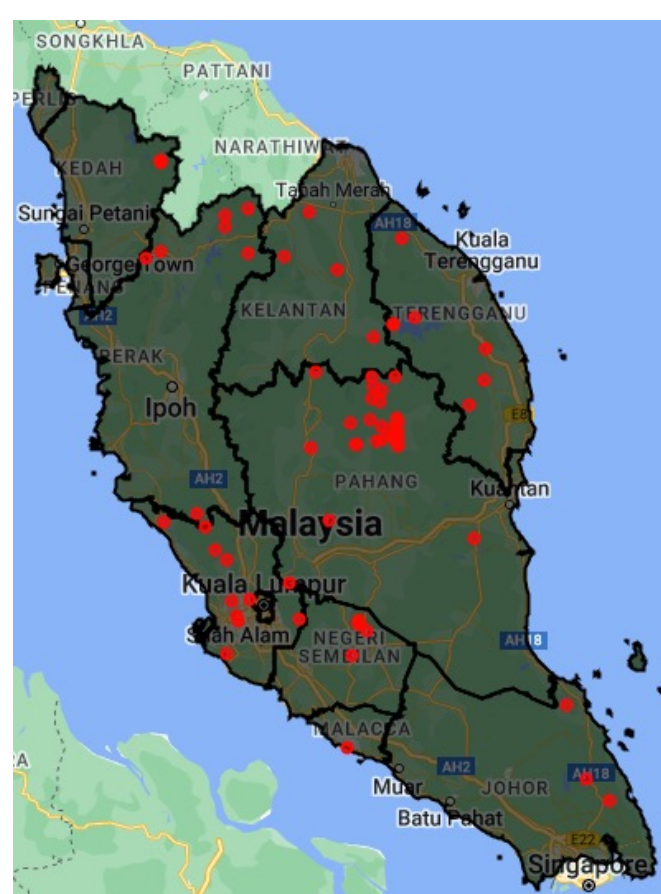 SONGKHLA
PATTANI
PERLIS
NARATHIWAT
KEDAH
Tanah Merah
Sungai Petani
AH18
Kuala
Terengganu
George Town
PENANG
KELANTAN
TERENGGANU
AH2
PERAK
Ipoh
E8
AH2
PAHANG
Kuantan
Malaysia
Kuala Lumpur
Shah Alam
NEGERI
SEMBILAN
AH18
MALACCA
AH2
AH18
Muar
JOHOR
Batu Pahat
E22
Singapore